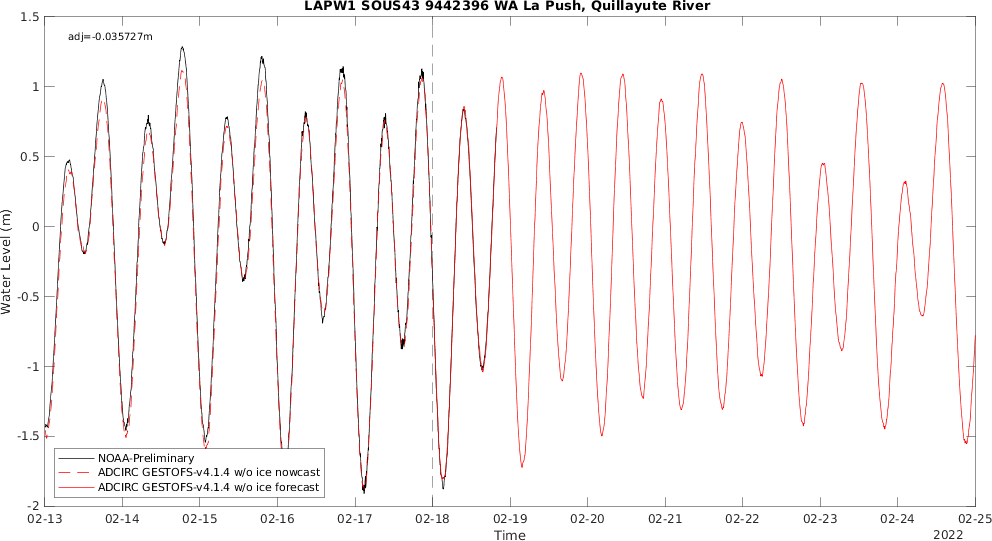 LAPW1 SOUS43 9442396 WA La Push, Quillayute River
adj=-0.035727m
1.5
1
0.5
0
-0.5
-1
-1.5
-2
Water Level (m)
NOAA-Preliminary
ADCIRC GESTOFS-v4.1.4 w/o ice nowcast
ADCIRC GESTOFS-v4.1.4 w/o ice forecast
02-13 02-14 02-15 02-16 02-17 02-18 02-19 02-20 02-21 02-22 02-23 02-24 02-25
Time
2022